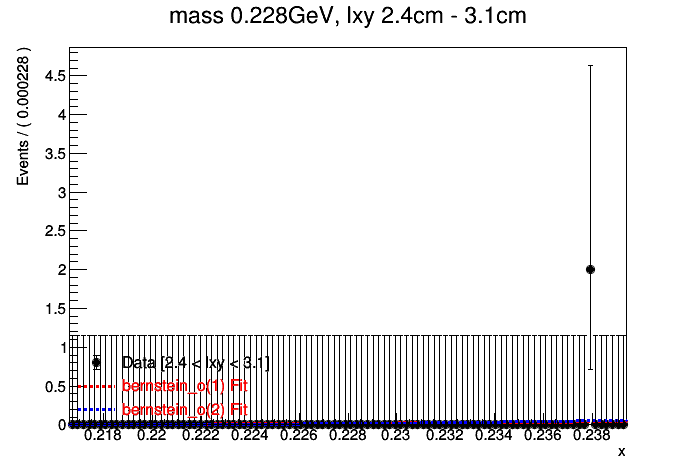 mass 0.228GeV, lxy 2.4cm - 3.1cm
Events / ( 0.000228 )
4.5
4
3.5
3
2.5
2
1.5
1
0.5
0
Data [2.4 < lxy < 3.1]
bernstein_o(1) Fit
bernstein_o(2) Fit
0.218 0.22 0.222 0.224 0.226 0.228 0.23 0.232 0.234 0.236 0.238
x